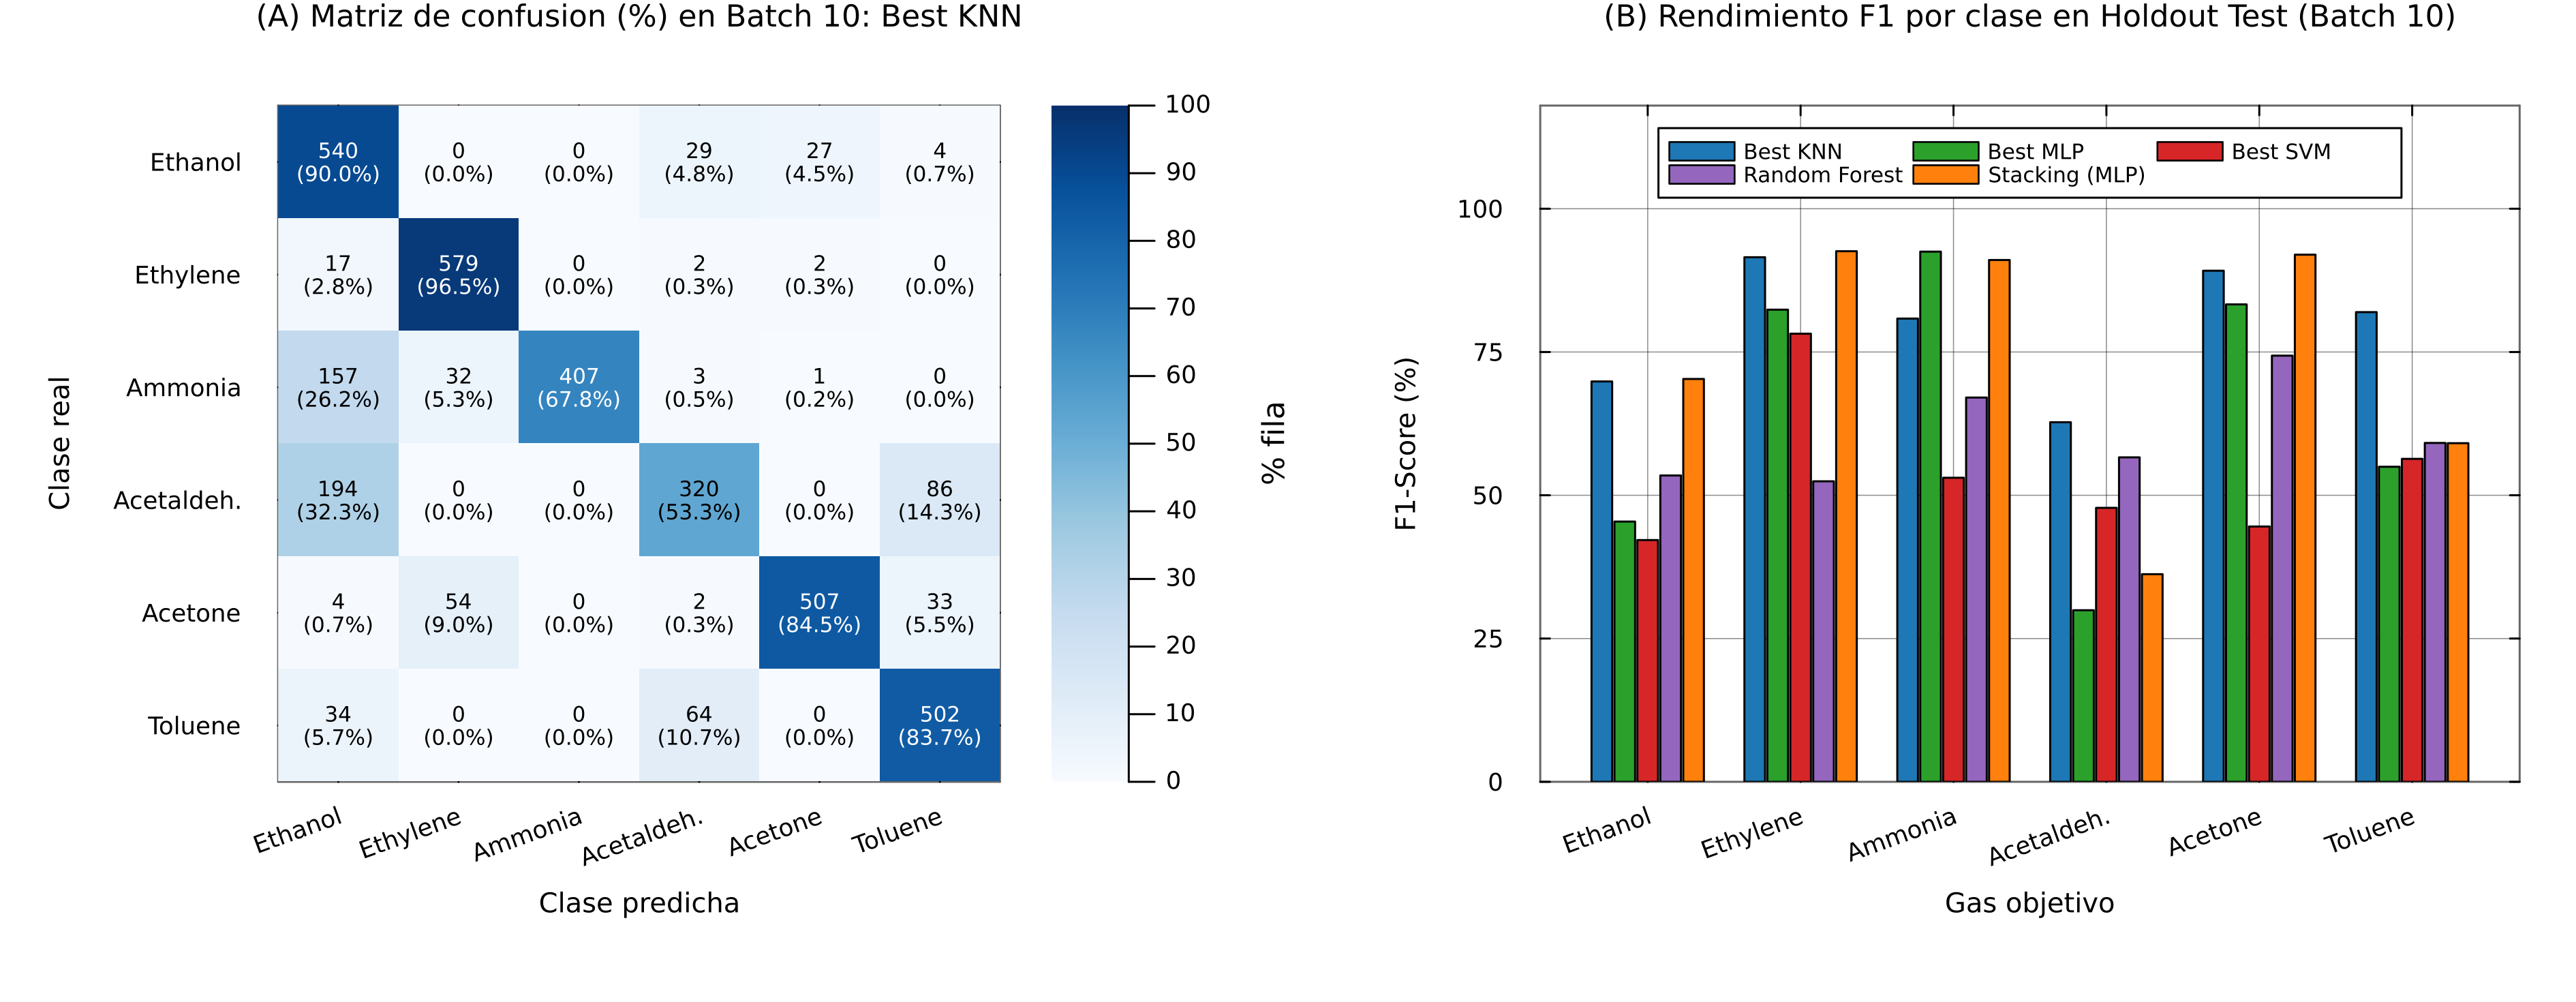 (A) Matriz de confusion (%) en Batch 10: Best KNN
Clase real
Ethanol
540 0 0 29 27 4
(90.0%) (0.0%) (0.0%) (4.8%) (4.5%) (0.7%)
Ethylene
17 579 0 2 2 0
(2.8%) (96.5%) (0.0%) (0.3%) (0.3%) (0.0%)
Ammonia
157 32 407 3 1 0
(26.2%) (5.3%) (67.8%) (0.5%) (0.2%) (0.0%)
Acetaldeh.
194 0 0 320 0 86
(32.3%) (0.0%) (0.0%) (53.3%) (0.0%) (14.3%)
Acetone
4 54 0 2 507 33
(0.7%) (9.0%) (0.0%) (0.3%) (84.5%) (5.5%)
Toluene
34 0 0 64 0 502
(5.7%) (0.0%) (0.0%) (10.7%) (0.0%) (83.7%)
Ethanol Ethylene Ammonia Acetaldeh. Acetone Toluene
Clase predicha
100
90
80
70
60
50
40
30
20
10
0
% fila
(B) Rendimiento F1 por clase en Holdout Test (Batch 10)
Best KNN Best MLP Best SVM
Random Forest Stacking (MLP)
F1-Score (%)
100
75
50
25
0
Ethanol Ethylene Ammonia Acetaldeh. Acetone Toluene
Gas objetivo